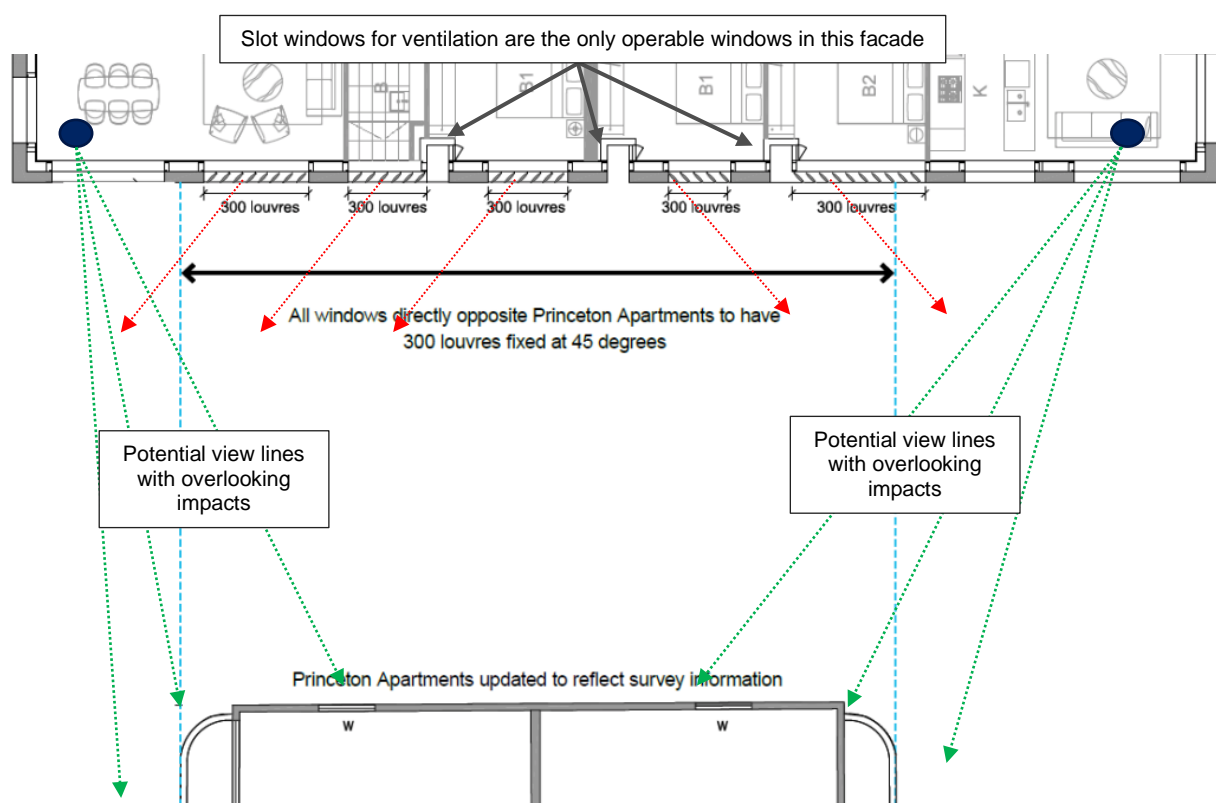 Slot windows for ventilation are the only operable windows in this facade
B
B1
B1
B2
K
300 louvres
300 louvres
300 louvres
300 louvres
300 louvres
All windows directly opposite Princeton Apartments to have
300 louvres fixed at 45 degrees
Potential view lines
with overlooking
impacts
Potential view lines
with overlooking
impacts
Princeton Apartments updated to reflect survey information
W
W